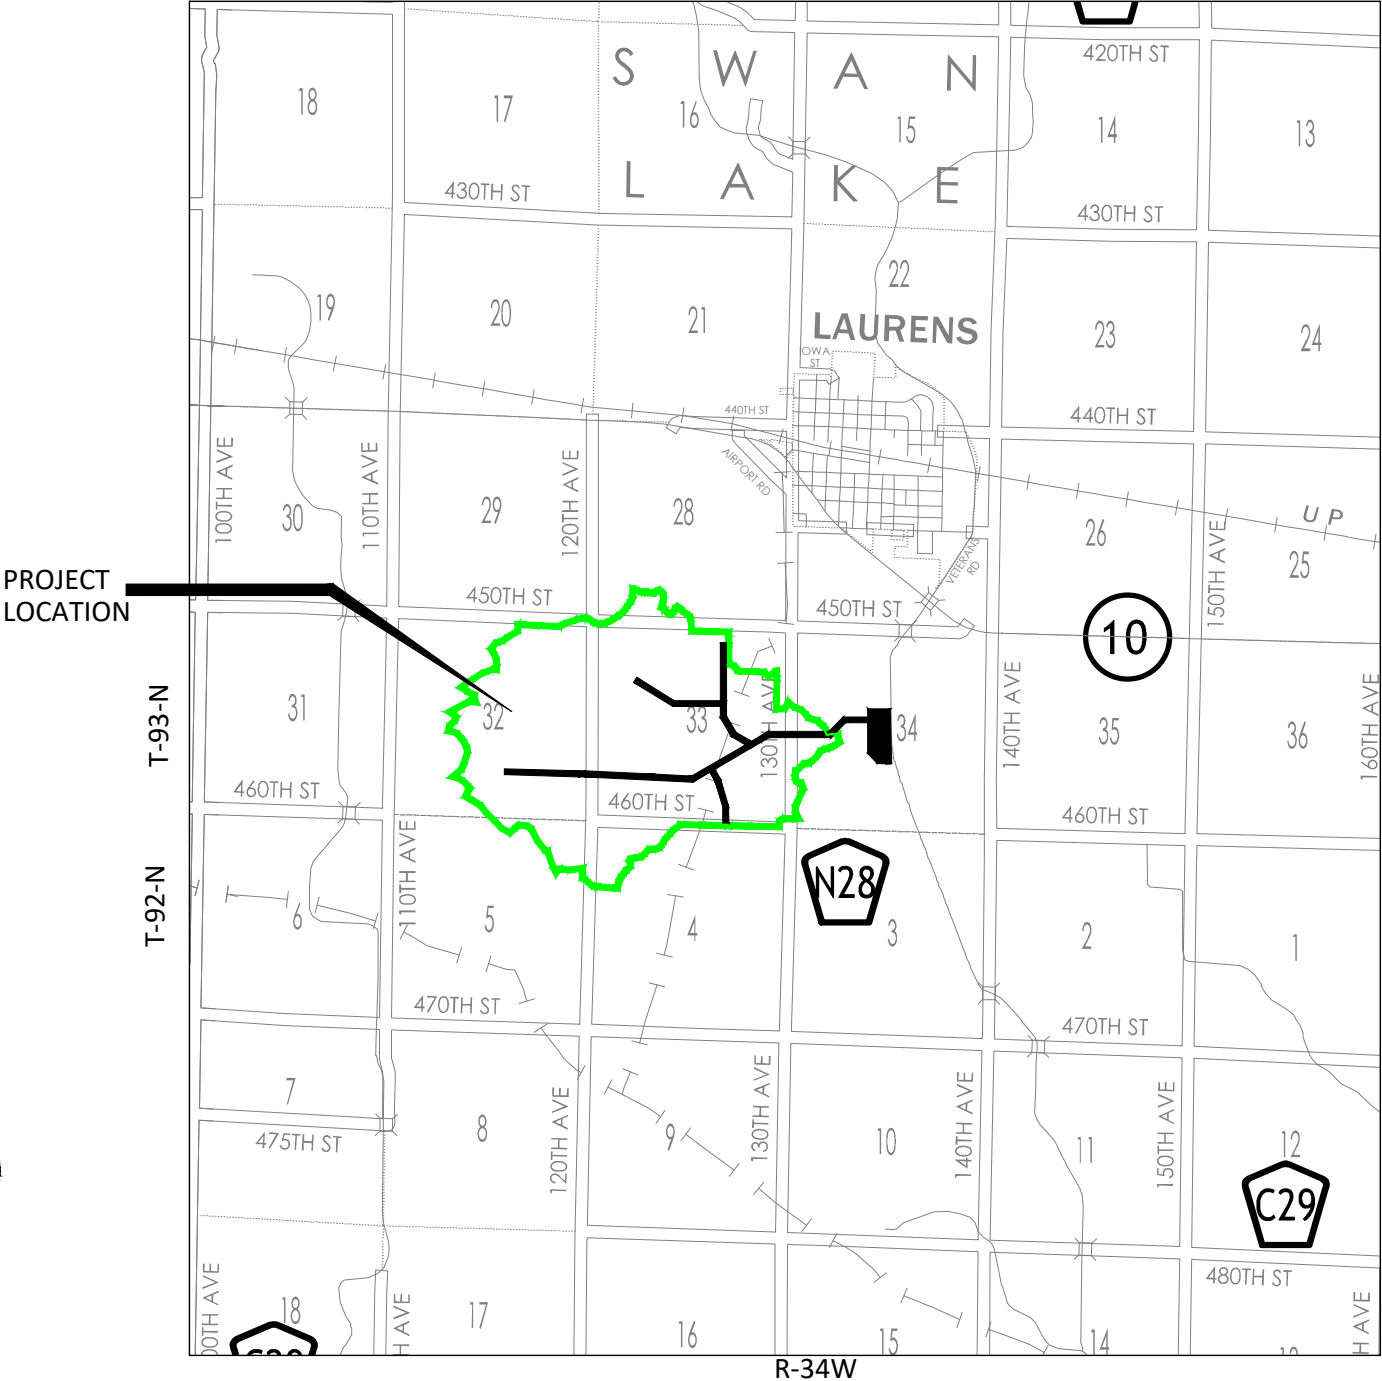 420TH ST
S W A N
18
17
16
15
14
13
L A K E
430TH ST
430TH ST
19
20
21
22
23
24
LAURENS
IOWA
ST
440TH ST
440TH ST
AIRPORT RD
100TH AVE
110TH AVE
120TH AVE
30
29
28
26
25
UP
150TH AVE
VETERANS
RD
PROJECT
LOCATION
450TH ST
450TH ST
10
T-93-N
31
32
33
34
35
36
130TH AVE
140TH AVE
160TH AVE
460TH ST
460TH ST
460TH ST
T-92-N
110TH AVE
N28
6
5
4
3
2
1
470TH ST
470TH ST
7
8
9
10
11
12
475TH ST
120TH AVE
130TH AVE
140TH AVE
150TH AVE
C29
480TH ST
18
17
16
15
14
R-34W